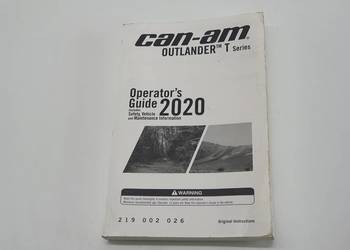 can-am®
OUTLANDER™ T Series
Operator's
Guide 2020
Includes
Safety, Vehicle
and Maintenance Information
WARNING
219 002 026
Original Instructions